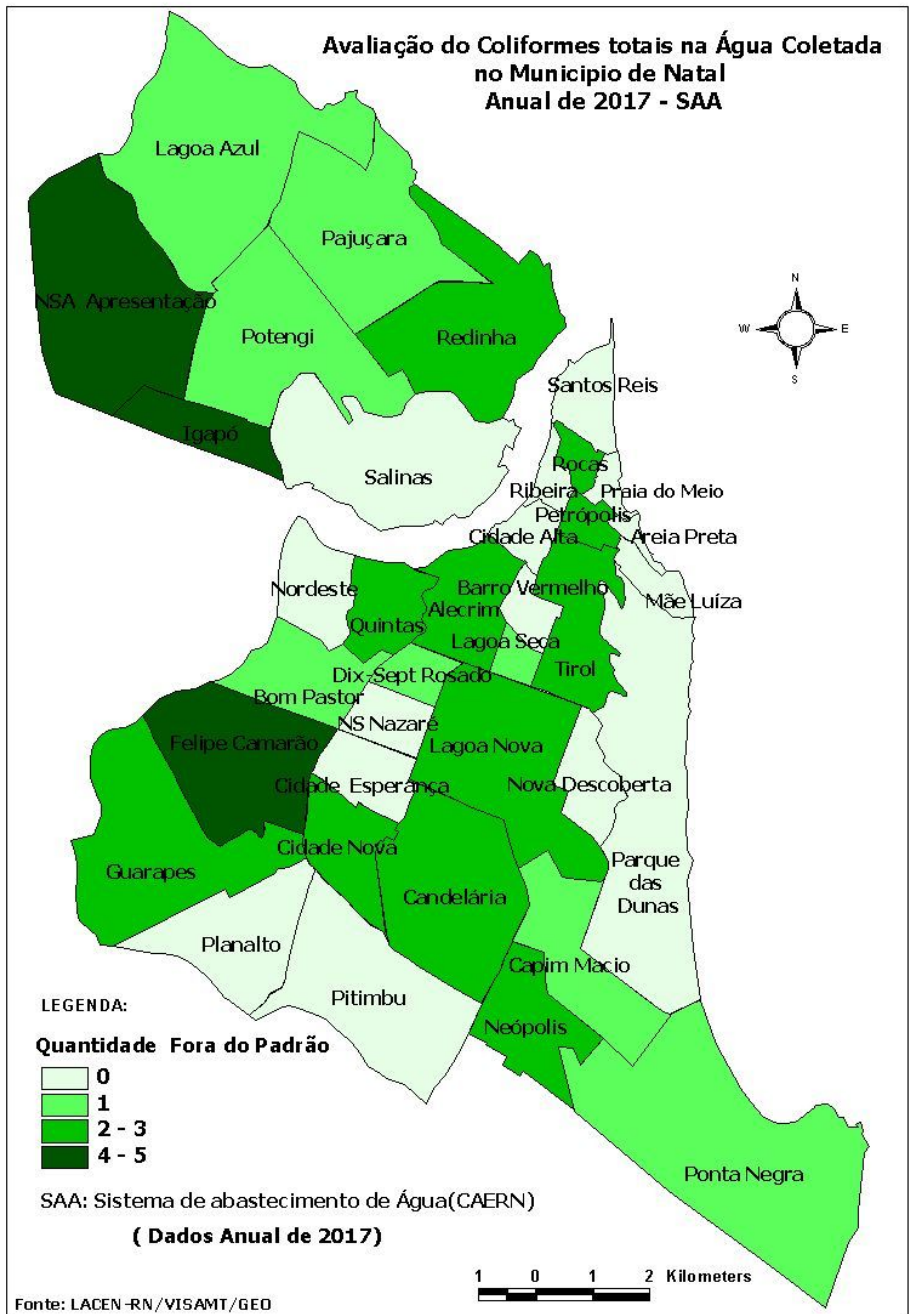 Avaliação do Coliformes totais na Água Coletada
no Municipio de Natal
Anual de 2017 - SAA
Lagoa Azul
Pajuçara
NSA Apresentação
Potengi
Redinha
N
W
E
S
Santos Reis
Igapó
Salinas
Rocas
Ribeira
Praia do Meio
Petrópolis
Cidade Alta
Areia Preta
Nordeste
Barro Vermelho
Mãe Luíza
Quintas
Alecrim
Lagoa Seca
Tirol
Dix-Sept Rosado
Bom Pastor
NS Nazaré
Felipe Camarão
Lagoa Nova
Cidade Esperança
Nova Descoberta
Cidade Nova
Guarapes
Candelária
Parque
das
Dunas
Planalto
Capim Macio
Pitimbu
Neópolis
Ponta Negra
LEGENDA:
Quantidade Fora do Padrão
0
1
2 - 3
4 - 5
SAA: Sistema de abastecimento de Água(CAERN)
( Dados Anual de 2017)
1 0 1 2 Kilometers
Fonte: LACEN-RN/VISAMT/GEO